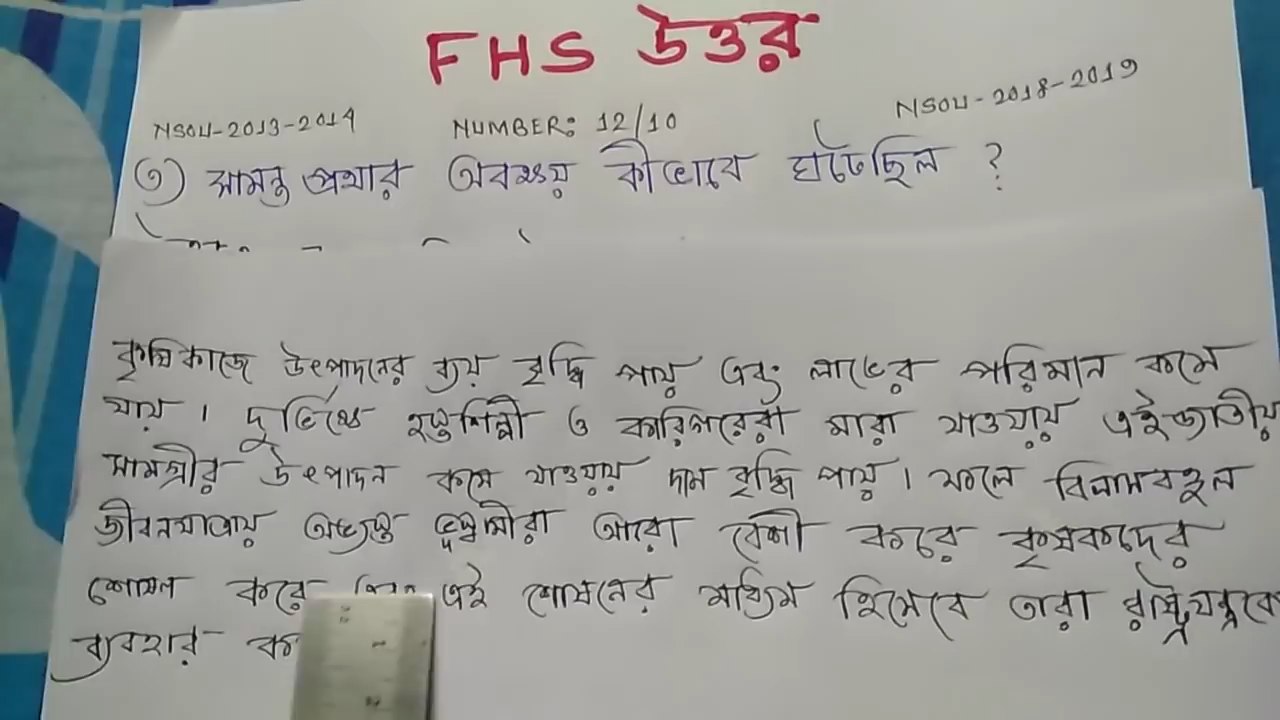 FHS উত্তর
NSOU-2013-2014 NUMBER: 12/10 NSOU-2018-2019
৩) সামন্ত প্রথার অবক্ষয় কীভাবে ঘটেছিল ?
কৃষিকাজে উৎপাদনের ব্যয় বৃদ্ধি পায় এবং লাভের পরিমান কমে
যায় । দুর্ভিক্ষে হস্তশিল্পী ও কারিগরেরা মারা যাওয়ায় এইজাতীয়
সামগ্রীর উৎপাদন কমে যাওয়ায় দাম বৃদ্ধি পায় । ফলে বিলাসবহুল
জীবনযাত্রায় অভ্যস্ত ভূস্বামীরা আরো বেশী করে কৃষকদের
শোষন করে এই শোষনের মাধ্যম হিসেবে তারা রাষ্ট্রযন্ত্রকে
ব্যবহার